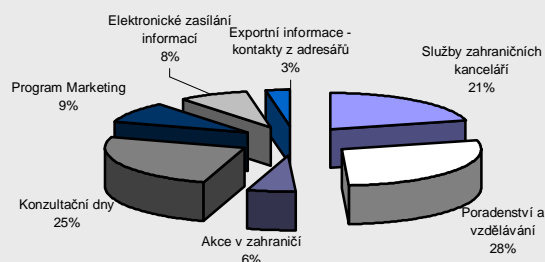 Elektronické zasílání
informací
8%
Exportní informace -
kontakty z adresářů
3%
Služby zahraničních
kanceláří
21%
Program Marketing
9%
Konzultační dny
25%
Akce v zahraničí
6%
Poradenství a
vzdělávání
28%